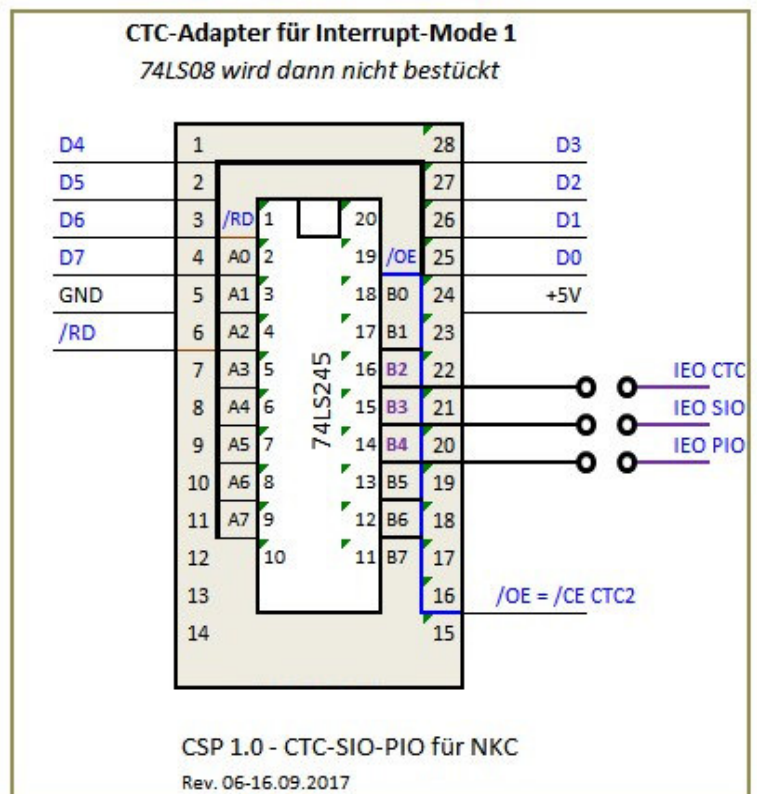 CTC-Adapter für Interrupt-Mode 1
74LS08 wird dann nicht bestückt
D4 1 28 D3
D5 2 27 D2
D6 3 /RD 1 20 26 D1
D7 4 A0 2 19 /OE 25 D0
GND 5 A1 3 18 B0 24 +5V
/RD 6 A2 4 17 B1 23
7 A3 5 16 B2 22 IEO CTC
8 A4 6 15 B3 21 IEO SIO
9 A5 7 14 B4 20 IEO PIO
10 A6 8 13 B5 19
11 A7 9 12 B6 18
12 10 11 B7 17
13 16 /OE = /CE CTC2
14 15
74LS245
CSP 1.0 - CTC-SIO-PIO für NKC
Rev. 06-16.09.2017